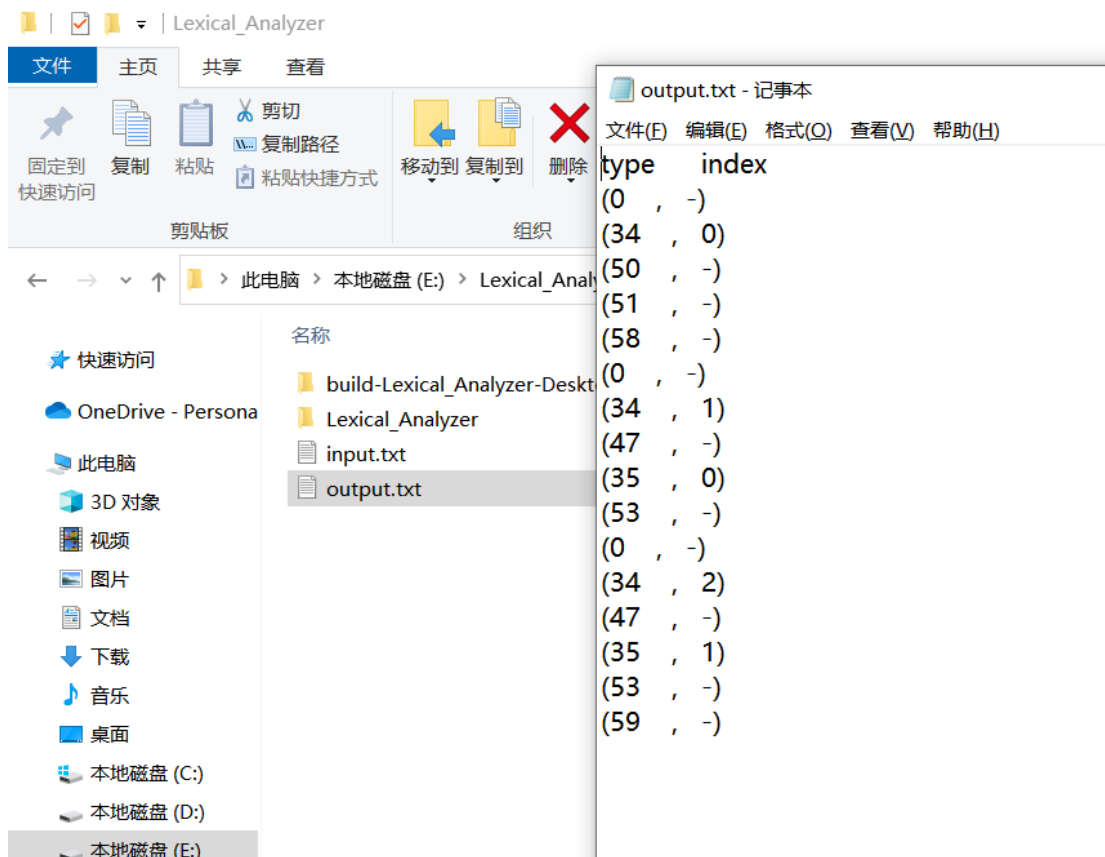 Lexical_Analyzer
文件 主页 共享 查看
固定到
快速访问
复制
粘贴
剪切
复制路径
粘贴快捷方式
移动到 复制到 删除
剪贴板 组织
此电脑 本地磁盘 (E:) Lexical_Analy
快速访问
OneDrive - Persona
此电脑
3D 对象
视频
图片
文档
下载
音乐
桌面
本地磁盘 (C:)
本地磁盘 (D:)
本地磁盘 (E:)
名称
build-Lexical_Analyzer-Deskt
Lexical_Analyzer
input.txt
output.txt
output.txt - 记事本
文件(F) 编辑(E) 格式(O) 查看(V) 帮助(H)
type index
(0 , -)
(34 , 0)
(50 , -)
(51 , -)
(58 , -)
(0 , -)
(34 , 1)
(47 , -)
(35 , 0)
(53 , -)
(0 , -)
(34 , 2)
(47 , -)
(35 , 1)
(53 , -)
(59 , -)